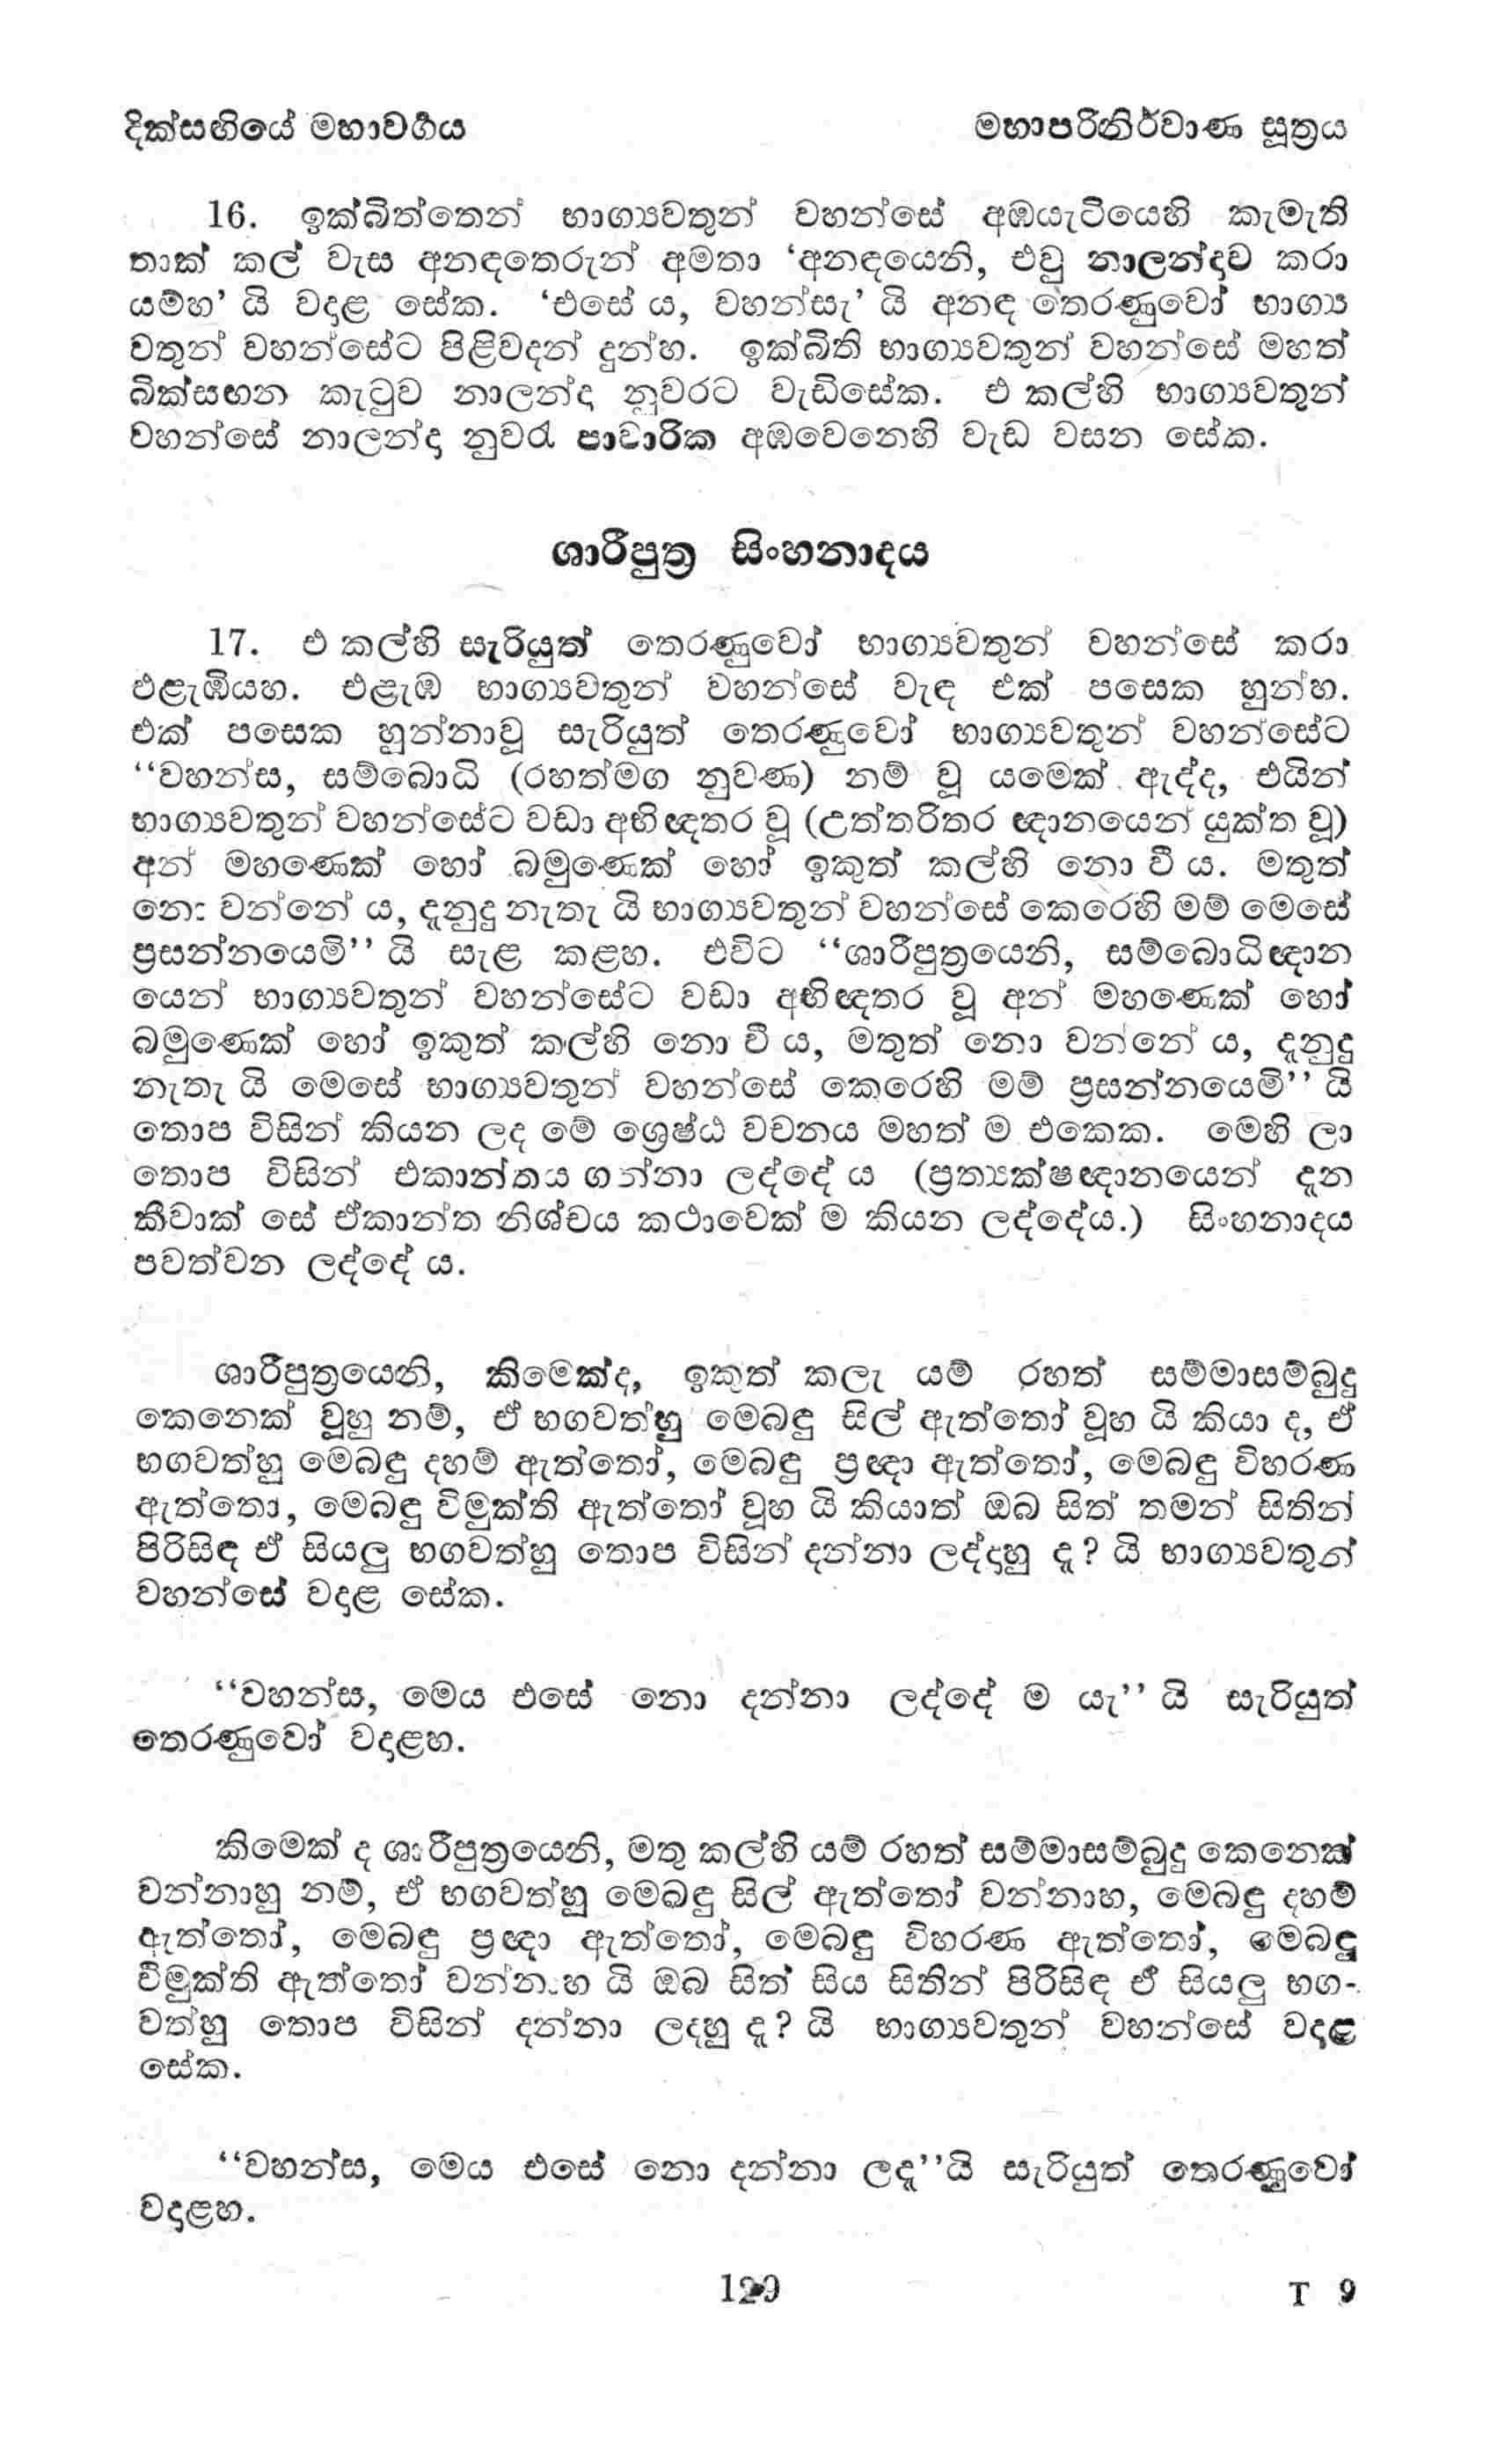 දික්සඟියේ මහාවර්‍ගය
මහාපරිනිර්වාණ සූත්‍රය
16. ඉක්බිත්තෙන් භාග්‍යවතුන් වහන්සේ අඹයැටියෙහි කැමැති
තාක් කල් වැස අනඳතෙරුන් අමතා ‘අනඳයෙනි, එවු නාලන්දාව කරා
යම්හ’ යි වදාළ සේක. ‘එසේ ය, වහන්සැ’ යි අනඳ තෙරණුවෝ භාග්‍ය
වතුන් වහන්සේට පිළිවදන් දුන්හ. ඉක්බිති භාග්‍යවතුන් වහන්සේ මහත්
බික්සඟන කැටුව නාලන්දා නුවරට වැඩිසේක. එ කල්හි භාග්‍යවතුන්
වහන්සේ නාලන්දා නුවර පාවාරික අඹවෙනෙහි වැඩ වසන සේක.
ශාරීපුත්‍ර සිංහනාදය
17. එ කල්හි සැරියුත් තෙරණුවෝ භාග්‍යවතුන් වහන්සේ කරා
එළැඹියහ. එළැඹ භාග්‍යවතුන් වහන්සේ වැඳ එක් පසෙක හුන්හ.
එක් පසෙක හුන්නාවූ සැරියුත් තෙරණුවෝ භාග්‍යවතුන් වහන්සේට
“වහන්ස, සම්බොධි (රහත්මග නුවණ) නම් වූ යමෙක් ඇද්ද, එයින්
භාග්‍යවතුන් වහන්සේට වඩා අභිඥතර වූ (උත්තරිතර ඥානයෙන් යුක්ත වූ)
අන් මහණෙක් හෝ බමුණෙක් හෝ ඉකුත් කල්හි නො වී ය. මතුත්
නො වන්නේ ය, දැනුදු නැතැ යි භාග්‍යවතුන් වහන්සේ කෙරෙහි මම් මෙසේ
ප්‍රසන්නයෙමි” යි සැළ කළහ. එවිට “ශාරීපුත්‍රයෙනි, සම්බොධිඥාන
යෙන් භාග්‍යවතුන් වහන්සේට වඩා අභිඥතර වූ අන් මහණෙක් හෝ
බමුණෙක් හෝ ඉකුත් කල්හි නො වී ය, මතුත් නො වන්නේ ය, දැනුදු
නැතැ යි මෙසේ භාග්‍යවතුන් වහන්සේ කෙරෙහි මම් ප්‍රසන්නයෙමි” යි
තොප විසින් කියන ලද මේ ශ්‍රෙෂ්ඨ වචනය මහත් ම එකෙක. මෙහි ලා
තොප විසින් එකාන්තය ගන්නා ලද්දේ ය (ප්‍රත්‍යක්ෂඥානයෙන් දැන
කීවාක් සේ ඒකාන්ත නිශ්චය කථාවෙක් ම කියන ලද්දේය.) සිංහනාදය
පවත්වන ලද්දේ ය.
ශාරීපුත්‍රයෙනි, කිමෙක්ද, ඉකුත් කලැ යම් රහත් සම්මාසම්බුදු
කෙනෙක් වූහු නම්, ඒ භගවත්හු මෙබඳු සිල් ඇත්තෝ වූහ යි කියා ද, ඒ
භගවත්හු මෙබඳු දහම් ඇත්තෝ, මෙබඳු ප්‍රඥා ඇත්තෝ, මෙබඳු විහරණ
ඇත්තො, මෙබඳු විමුක්ති ඇත්තෝ වූහ යි කියාත් ඔබ සිත් තමන් සිතින්
පිරිසිඳ ඒ සියලු භගවත්හු තොප විසින් දන්නා ලද්දාහු දැ? යි භාග්‍යවතුන්
වහන්සේ වදාළ සේක.
“වහන්ස, මෙය එසේ නො දන්නා ලද්දේ ම යැ” යි සැරියුත්
තෙරණුවෝ වදාළහ.
කිමෙක් ද ශාරීපුත්‍රයෙනි, මතු කල්හි යම් රහත් සම්මාසම්බුදු කෙනෙක්
වන්නාහු නම්, ඒ භගවත්හු මෙබඳු සිල් ඇත්තෝ වන්නාහ, මෙබඳු දහම්
ඇත්තෝ, මෙබඳු ප්‍රඥා ඇත්තෝ, මෙබඳු විහරණ ඇත්තෝ, මෙබඳු
විමුක්ති ඇත්තෝ වන්නාහ යි ඔබ සිත් සිය සිතින් පිරිසිඳ ඒ සියලු භග-
වත්හු තොප විසින් දන්නා ලදහු දැ? යි භාග්‍යවතුන් වහන්සේ වදාළ
සේක.
“වහන්ස, මෙය එසේ නො දන්නා ලදැ”යි සැරියුත් තෙරණුවෝ
වදාළහ.
129
T 9